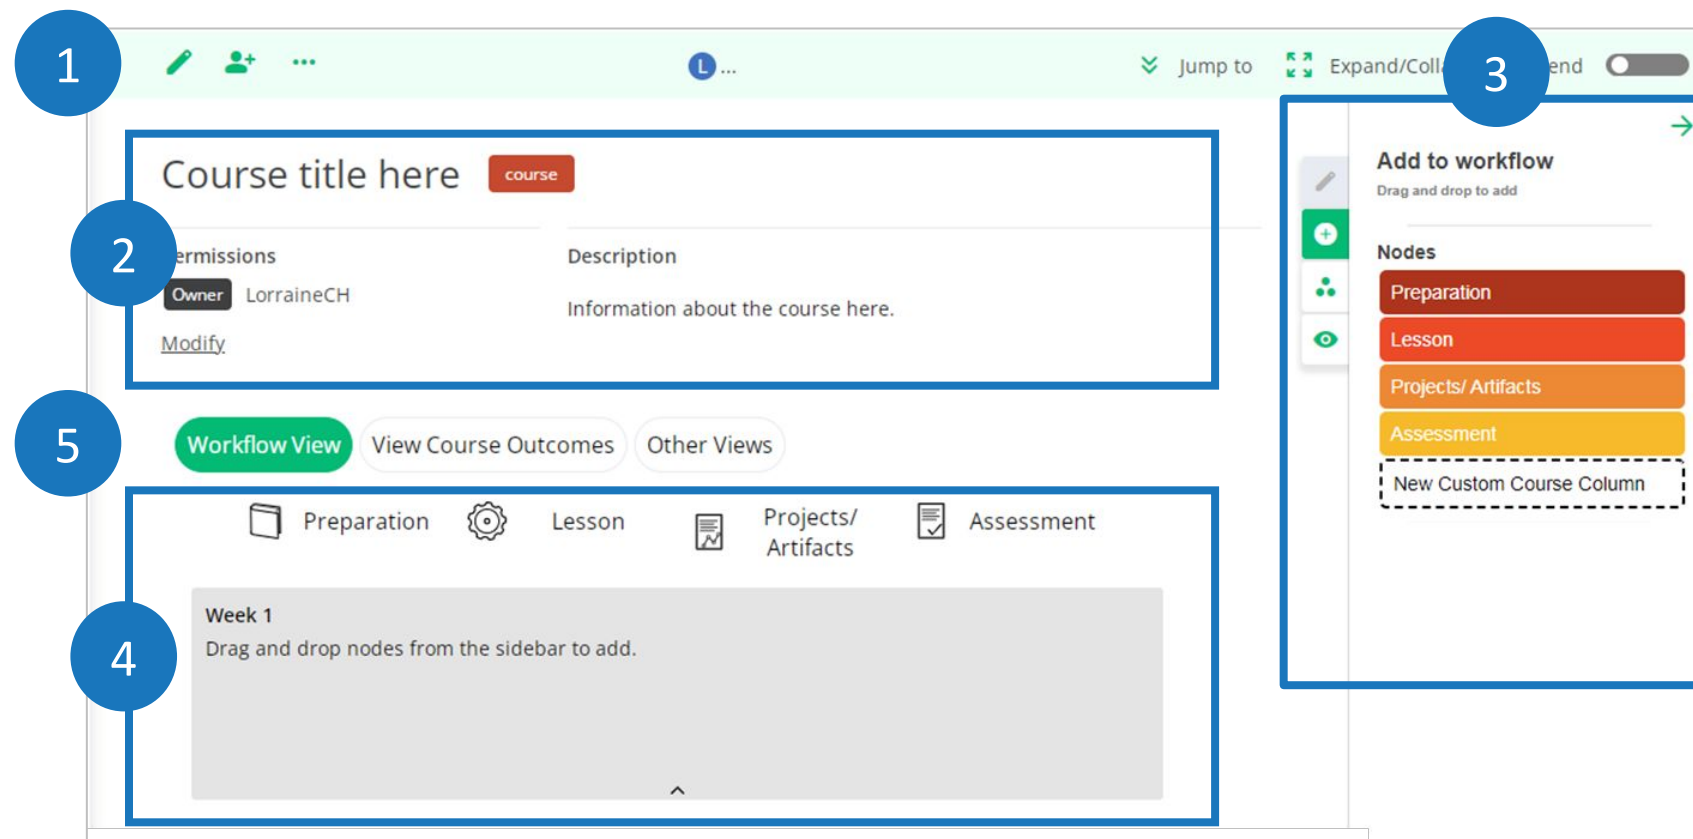 1
L ...
Jump to
Expand/Coll
end
3
Course title here
course
2
ermissions
Owner LorraineCH
Modify
Description
Information about the course here.
Add to workflow
Drag and drop to add
Nodes
Preparation
Lesson
Projects/ Artifacts
Assessment
New Custom Course Column
5
Workflow View
View Course Outcomes
Other Views
Preparation
Lesson
Projects/
Artifacts
Assessment
4
Week 1
Drag and drop nodes from the sidebar to add.